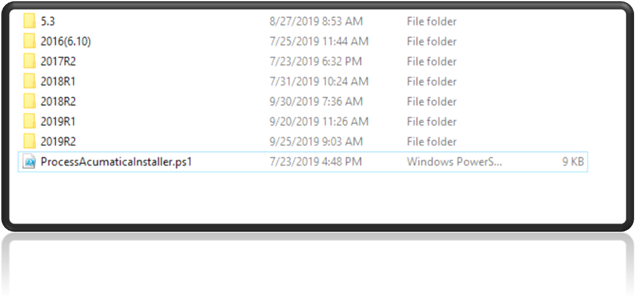 5.3 8/27/2019 8:53 AM File folder
2016(6.10) 7/25/2019 11:44 AM File folder
2017R2 7/23/2019 6:32 PM File folder
2018R1 7/31/2019 10:24 AM File folder
2018R2 9/30/2019 7:36 AM File folder
2019R1 9/20/2019 11:26 AM File folder
2019R2 9/25/2019 9:03 AM File folder
ProcessAcumaticaInstaller.ps1 7/23/2019 4:48 PM Windows PowerS... 9 KB